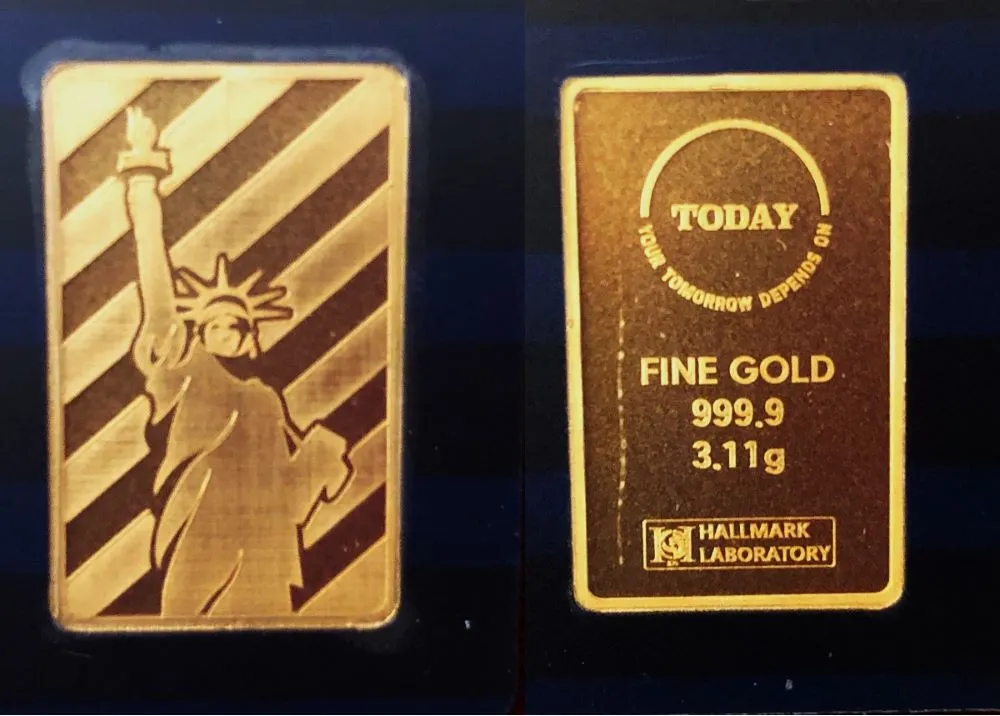 TODAY
YOUR TOMORROW DEPENDS ON
FINE GOLD
999.9
3.11g
HALLMARK
LABORATORY